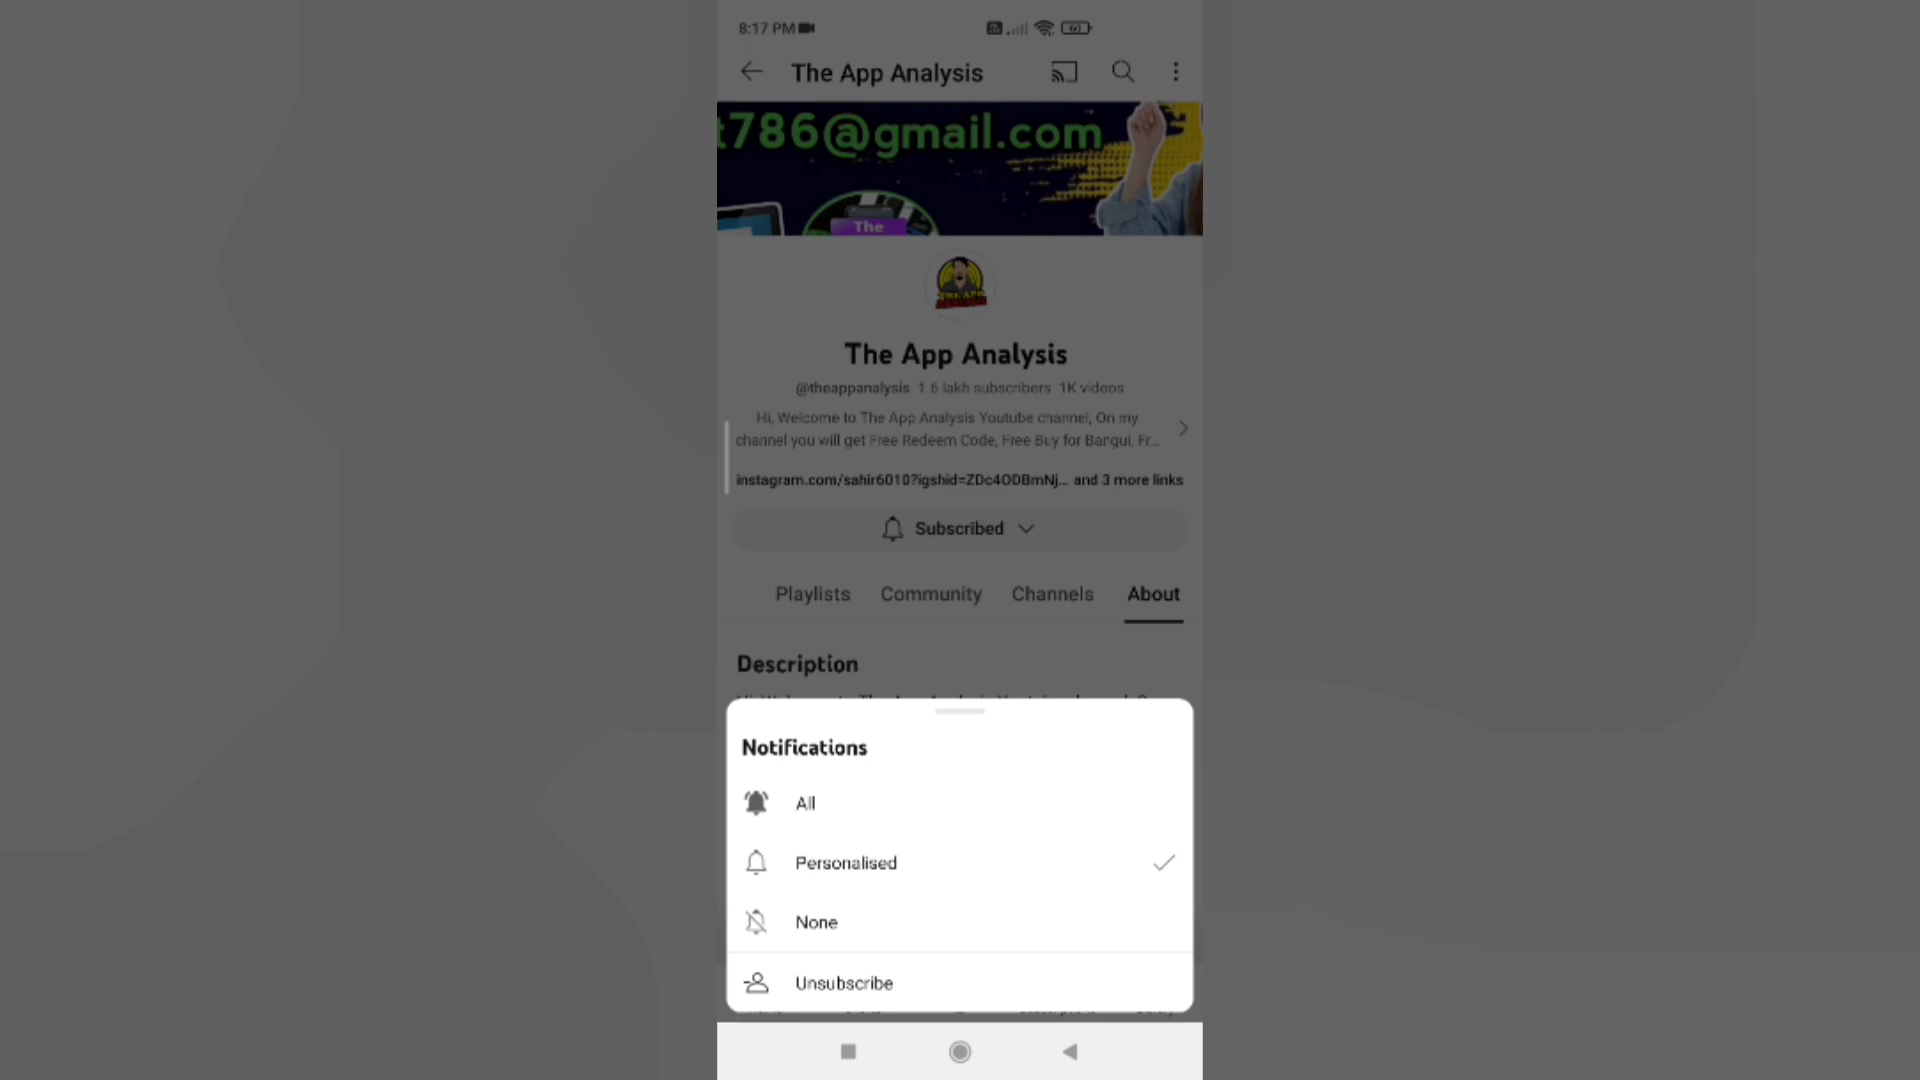 8:17 PM
The App Analysis
t786@gmail.com
The
The App Analysis
@theappanalysis 1.6 lakh subscribers 1K videos
Hi, Welcome to The App Analysis Youtube channel, On my
channel you will get Free Redeem Code, Free Buy for Bangui, Fr...
instagram.com/sahir6010?igshid=ZDc4ODBmNj... and 3 more links
Subscribed
Playlists Community Channels About
Description
Notifications
All
Personalised
None
Unsubscribe